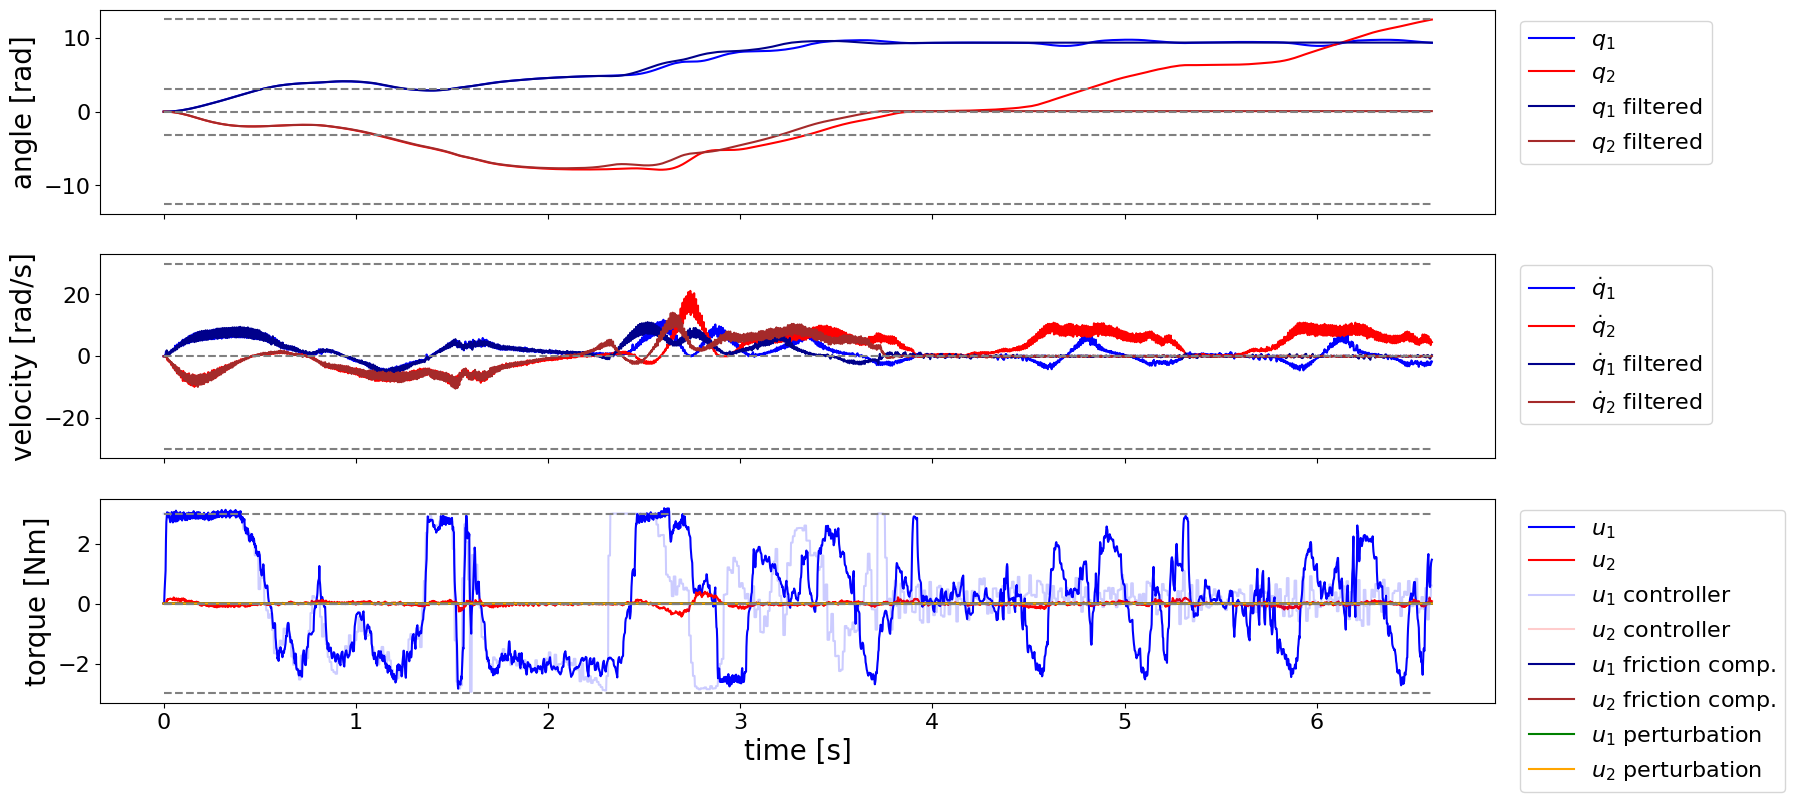 angle [rad]
10
0
−10
q₁
q₂
q₁ filtered
q₂ filtered
velocity [rad/s]
20
0
−20
q̇₁
q̇₂
q̇₁ filtered
q̇₂ filtered
torque [Nm]
2
0
−2
0 1 2 3 4 5 6
time [s]
u₁
u₂
u₁ controller
u₂ controller
u₁ friction comp.
u₂ friction comp.
u₁ perturbation
u₂ perturbation